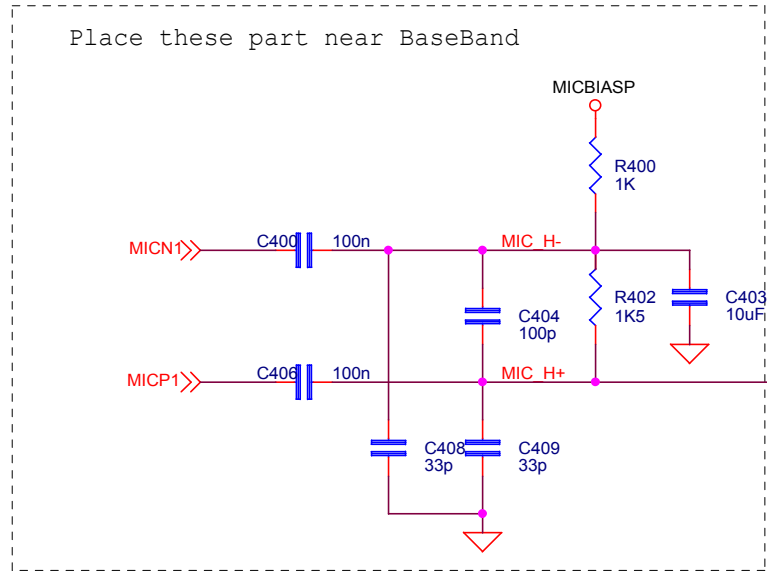 Place these part near BaseBand
MICBIASP
R400
1K
MICN1
C400
100n
MIC_H-
R402
1K5
C403
10uF
C404
100p
MICP1
C406
100n
MIC_H+
C408
33p
C409
33p